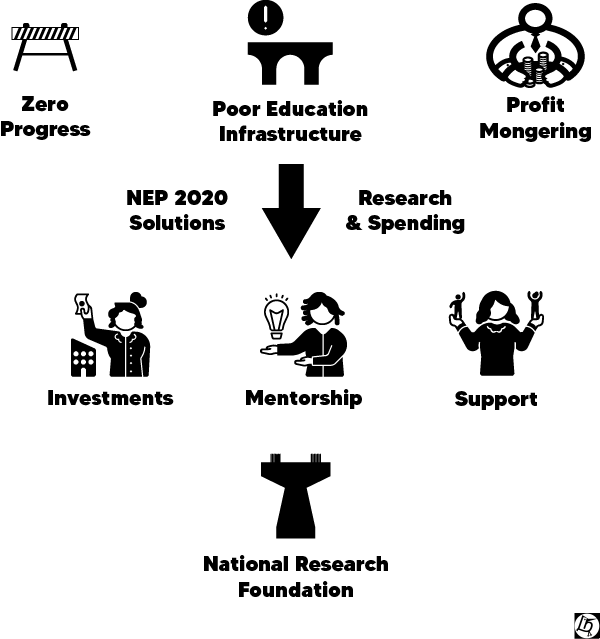 Zero
Progress
Poor Education
Infrastructure
Profit
Mongering
NEP 2020
Solutions
Research
& Spending
Investments
Mentorship
Support
National Research
Foundation